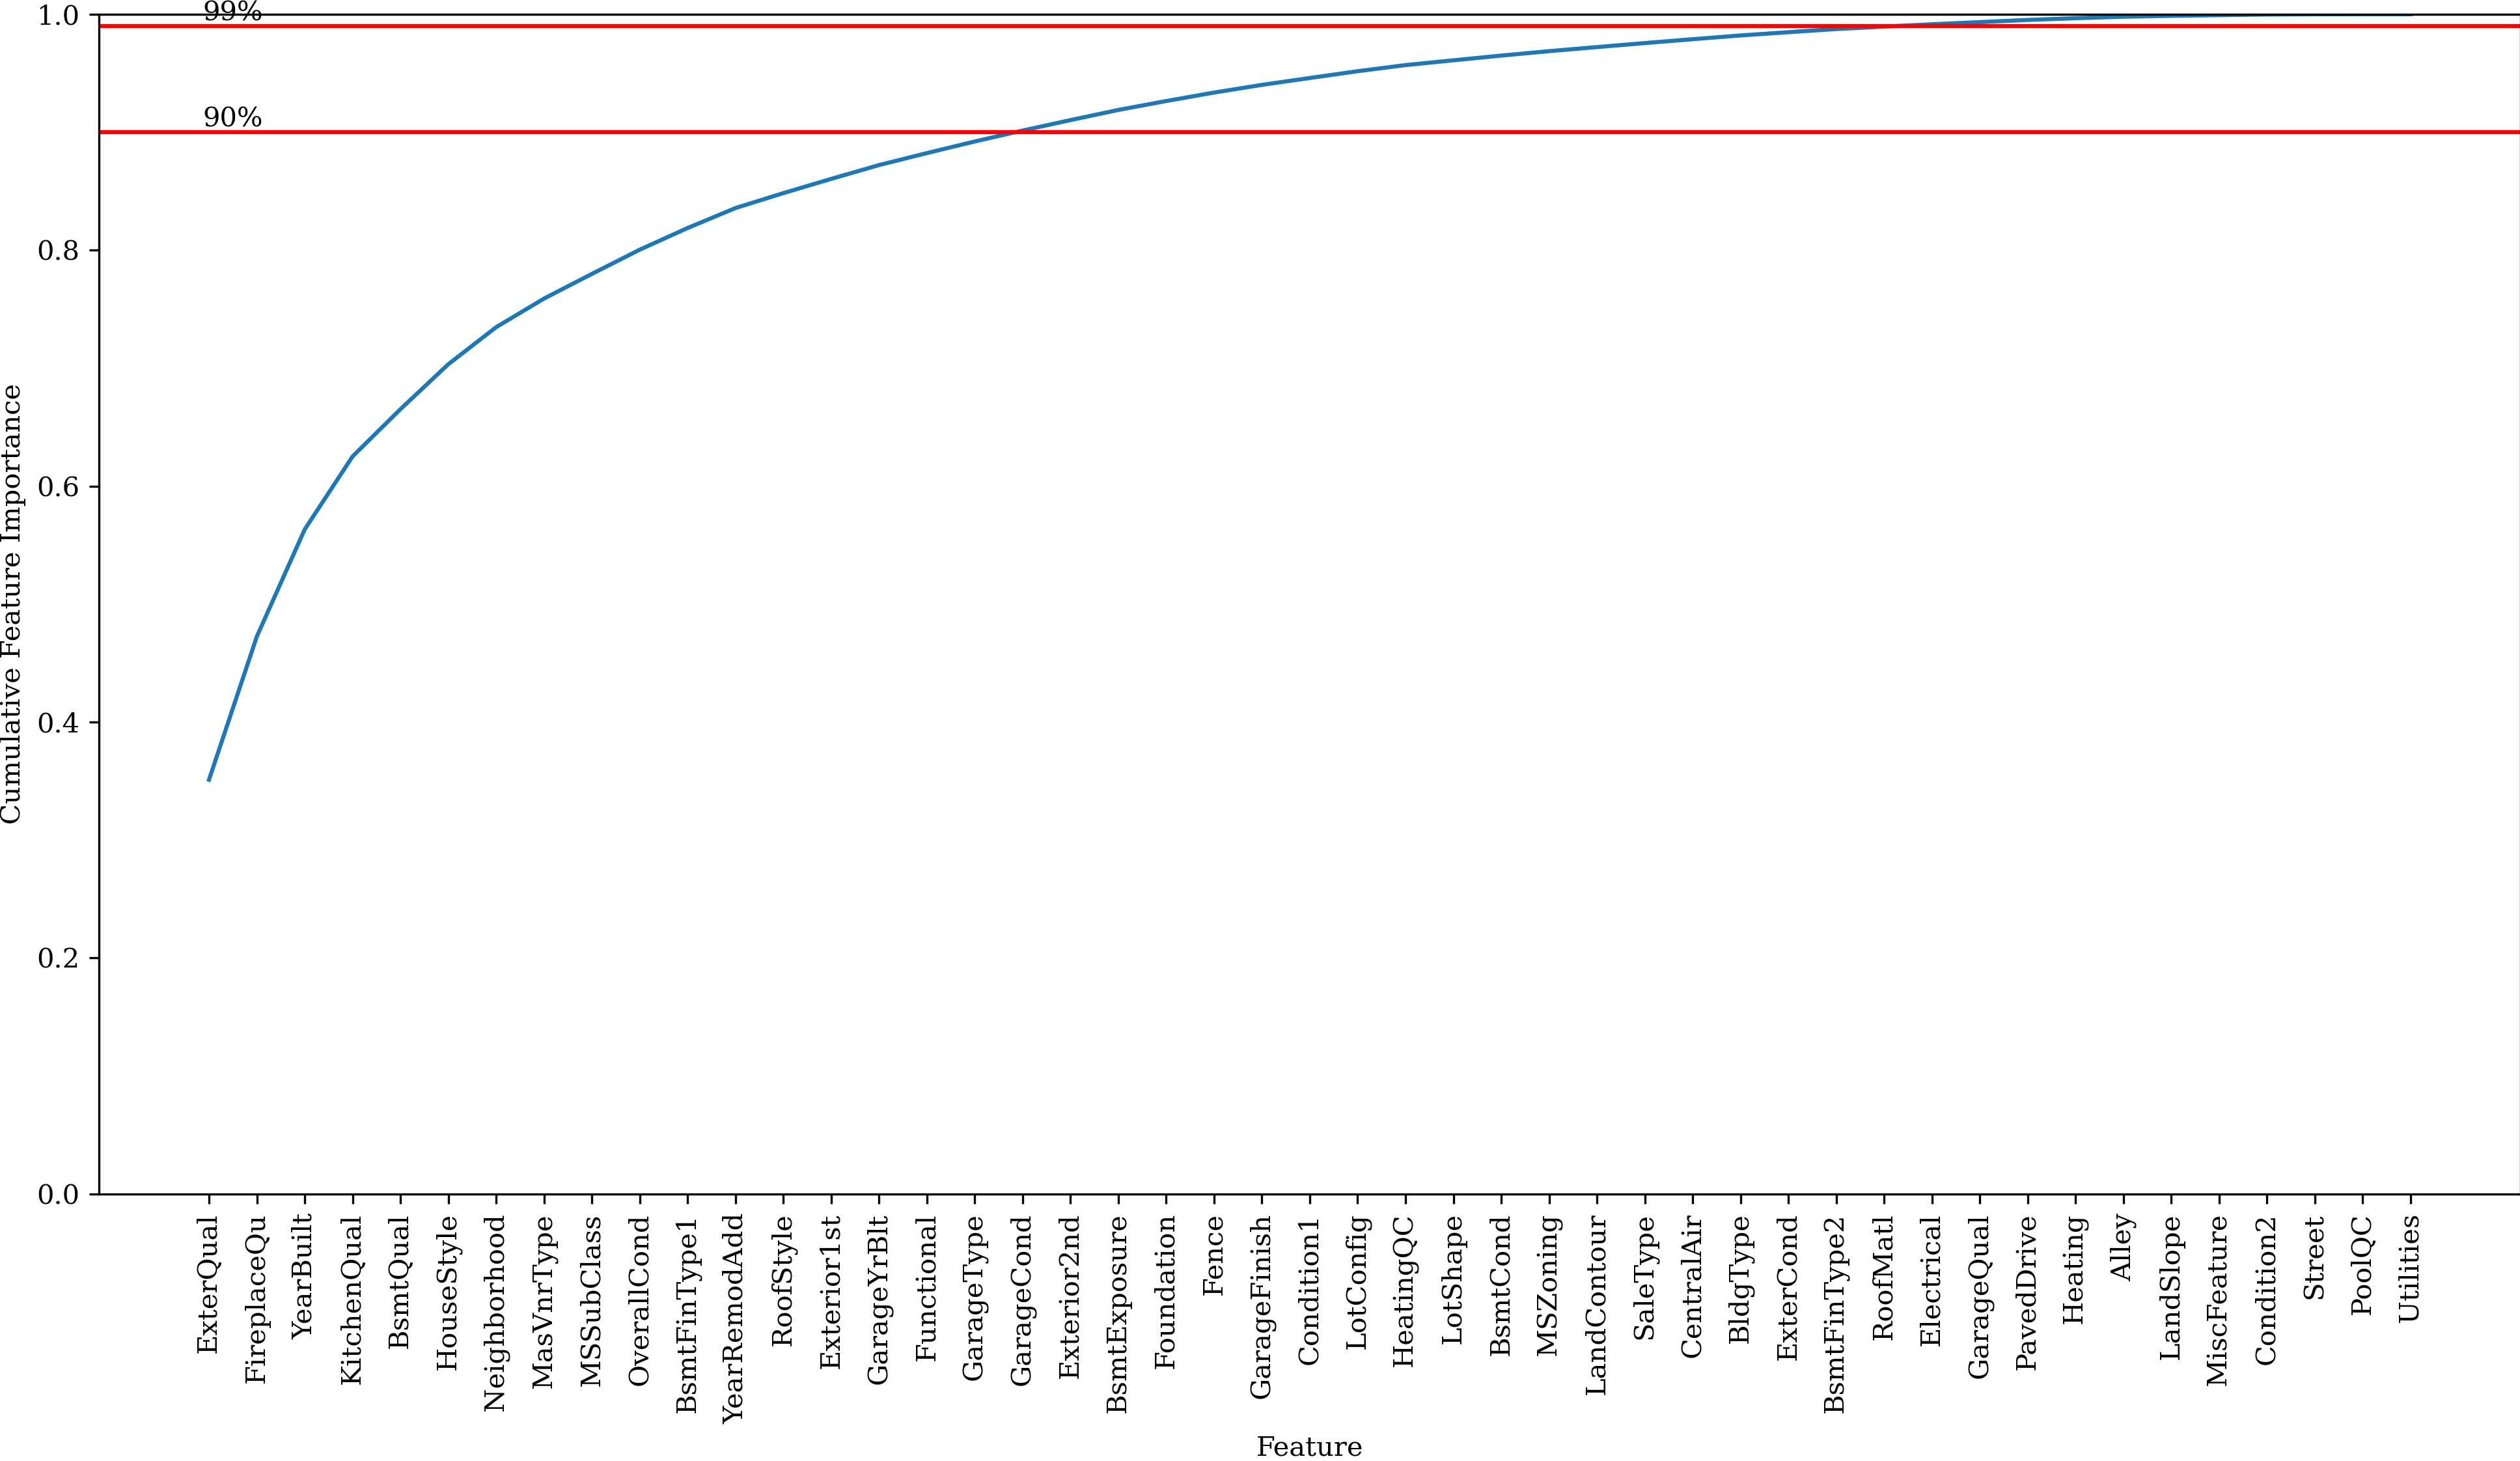 99%
90%
1.0
0.8
0.6
0.4
0.2
0.0
Cumulative Feature Importance
ExterQual
FireplaceQu
YearBuilt
KitchenQual
BsmtQual
HouseStyle
Neighborhood
MasVnrType
MSSubClass
OverallCond
BsmtFinType1
YearRemodAdd
RoofStyle
Exterior1st
GarageYrBlt
Functional
GarageType
GarageCond
Exterior2nd
BsmtExposure
Foundation
Fence
GarageFinish
Condition1
LotConfig
HeatingQC
LotShape
BsmtCond
MSZoning
LandContour
SaleType
CentralAir
BldgType
ExterCond
BsmtFinType2
RoofMatl
Electrical
GarageQual
PavedDrive
Heating
Alley
LandSlope
MiscFeature
Condition2
Street
PoolQC
Utilities
Feature